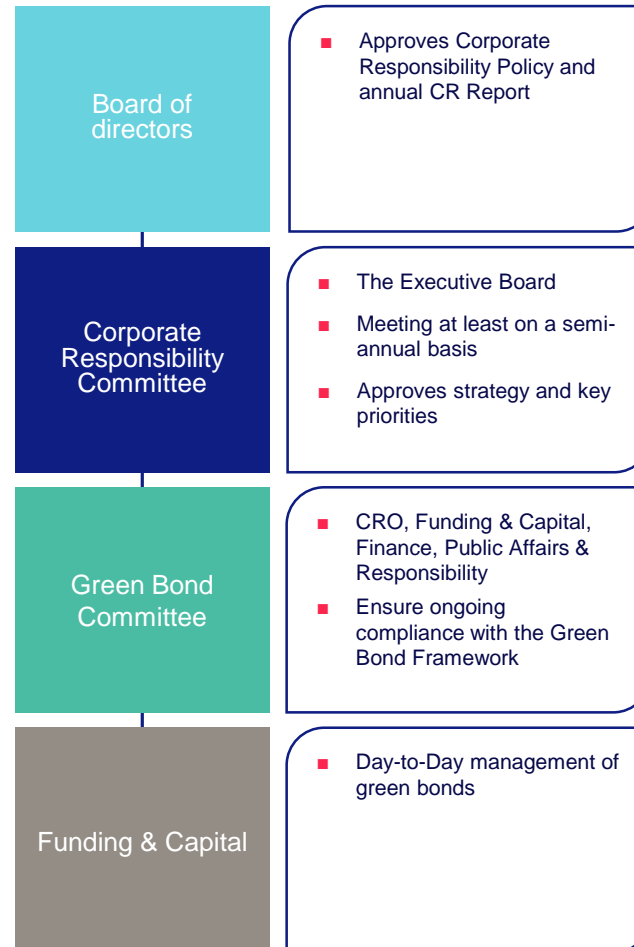 Board of
directors
Approves Corporate
Responsibility Policy and
annual CR Report
Corporate
Responsibility
Committee
The Executive Board
Meeting at least on a semi-
annual basis
Approves strategy and key
priorities
Green Bond
Committee
CRO, Funding & Capital,
Finance, Public Affairs &
Responsibility
Ensure ongoing
compliance with the Green
Bond Framework
Funding & Capital
Day-to-Day management of
green bonds